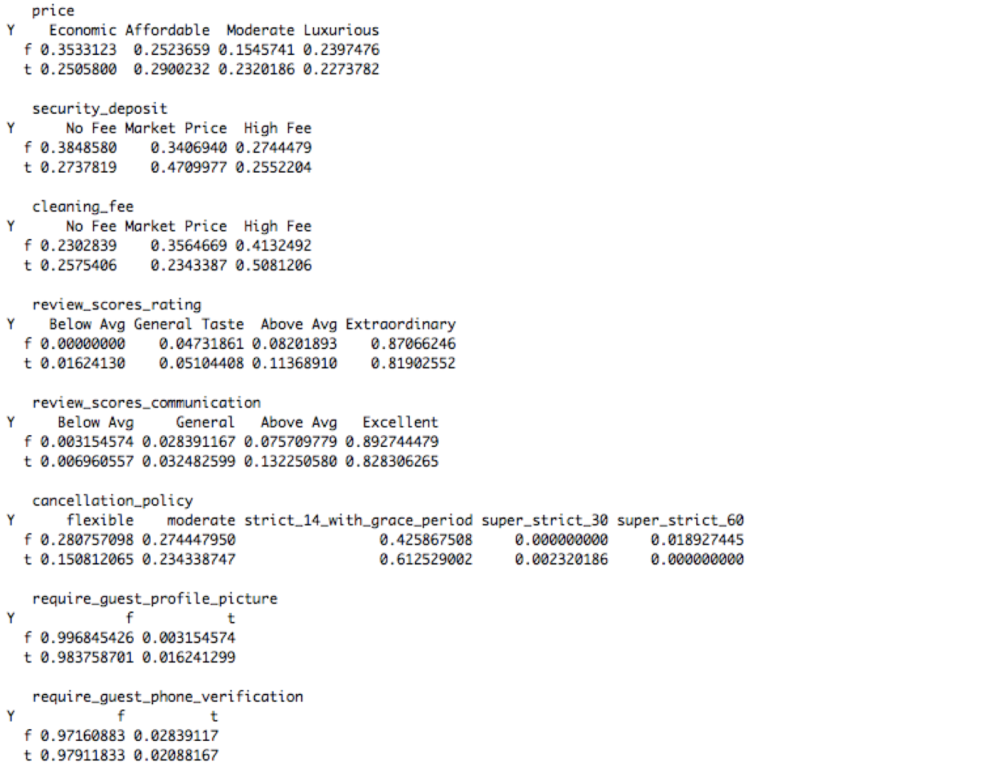 price
Y Economic Affordable Moderate Luxurious
f 0.3533123 0.2523659 0.1545741 0.2397476
t 0.2505800 0.2900232 0.2320186 0.2273782
security_deposit
Y No Fee Market Price High Fee
f 0.3848580 0.3406940 0.2744479
t 0.2737819 0.4709977 0.2552204
cleaning_fee
Y No Fee Market Price High Fee
f 0.2302839 0.3564669 0.4132492
t 0.2575406 0.2343387 0.5081206
review_scores_rating
Y Below Avg General Taste Above Avg Extraordinary
f 0.00000000 0.04731861 0.08201893 0.87066246
t 0.01624130 0.05104408 0.11368910 0.81902552
review_scores_communication
Y Below Avg General Above Avg Excellent
f 0.003154574 0.028391167 0.075709779 0.892744479
t 0.006960557 0.032482599 0.132250580 0.828306265
cancellation_policy
Y flexible moderate strict_14_with_grace_period super_strict_30 super_strict_60
f 0.280757098 0.274447950 0.425867508 0.000000000 0.018927445
t 0.150812065 0.234338747 0.612529002 0.002320186 0.000000000
require_guest_profile_picture
Y f t
f 0.996845426 0.003154574
t 0.983758701 0.016241299
require_guest_phone_verification
Y f t
f 0.97160883 0.02839117
t 0.97911833 0.02088167